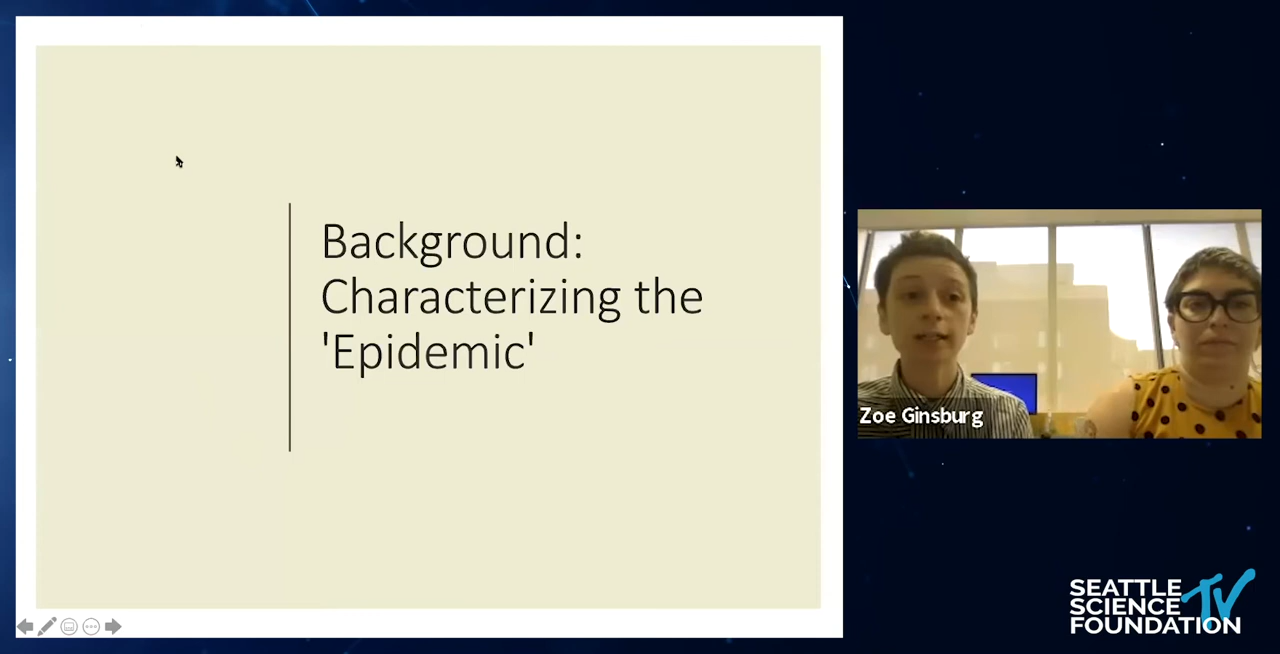 Background:
Characterizing the
'Epidemic'
Zoe Ginsburg
SEATTLE
SCIENCE TV
FOUNDATION